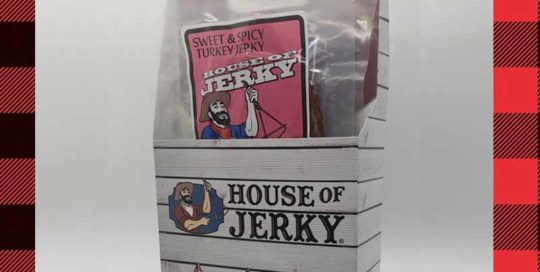 SWEET & SPICY
TURKEY JERKY
HOUSE OF
JERKY
HOUSE OF
JERKY®